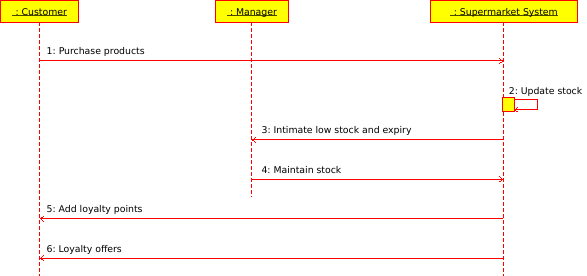 : Customer
: Manager
: Supermarket System
1: Purchase products
2: Update stock
3: Intimate low stock and expiry
4: Maintain stock
5: Add loyalty points
6: Loyalty offers